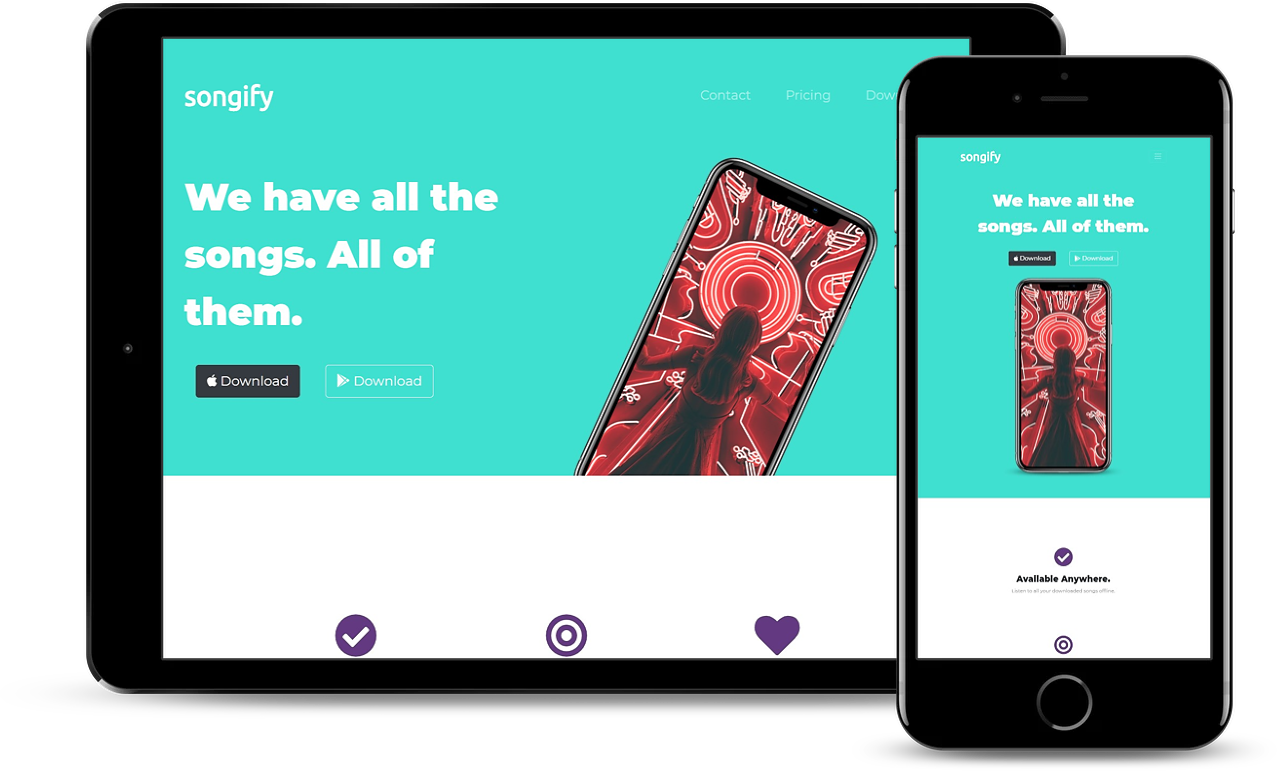 songify
Contact Pricing Dow
We have all the
songs. All of
them.
Download Download
songify
We have all the
songs. All of them.
Download Download
Available Anywhere.
Listen to all your downloaded songs offline.